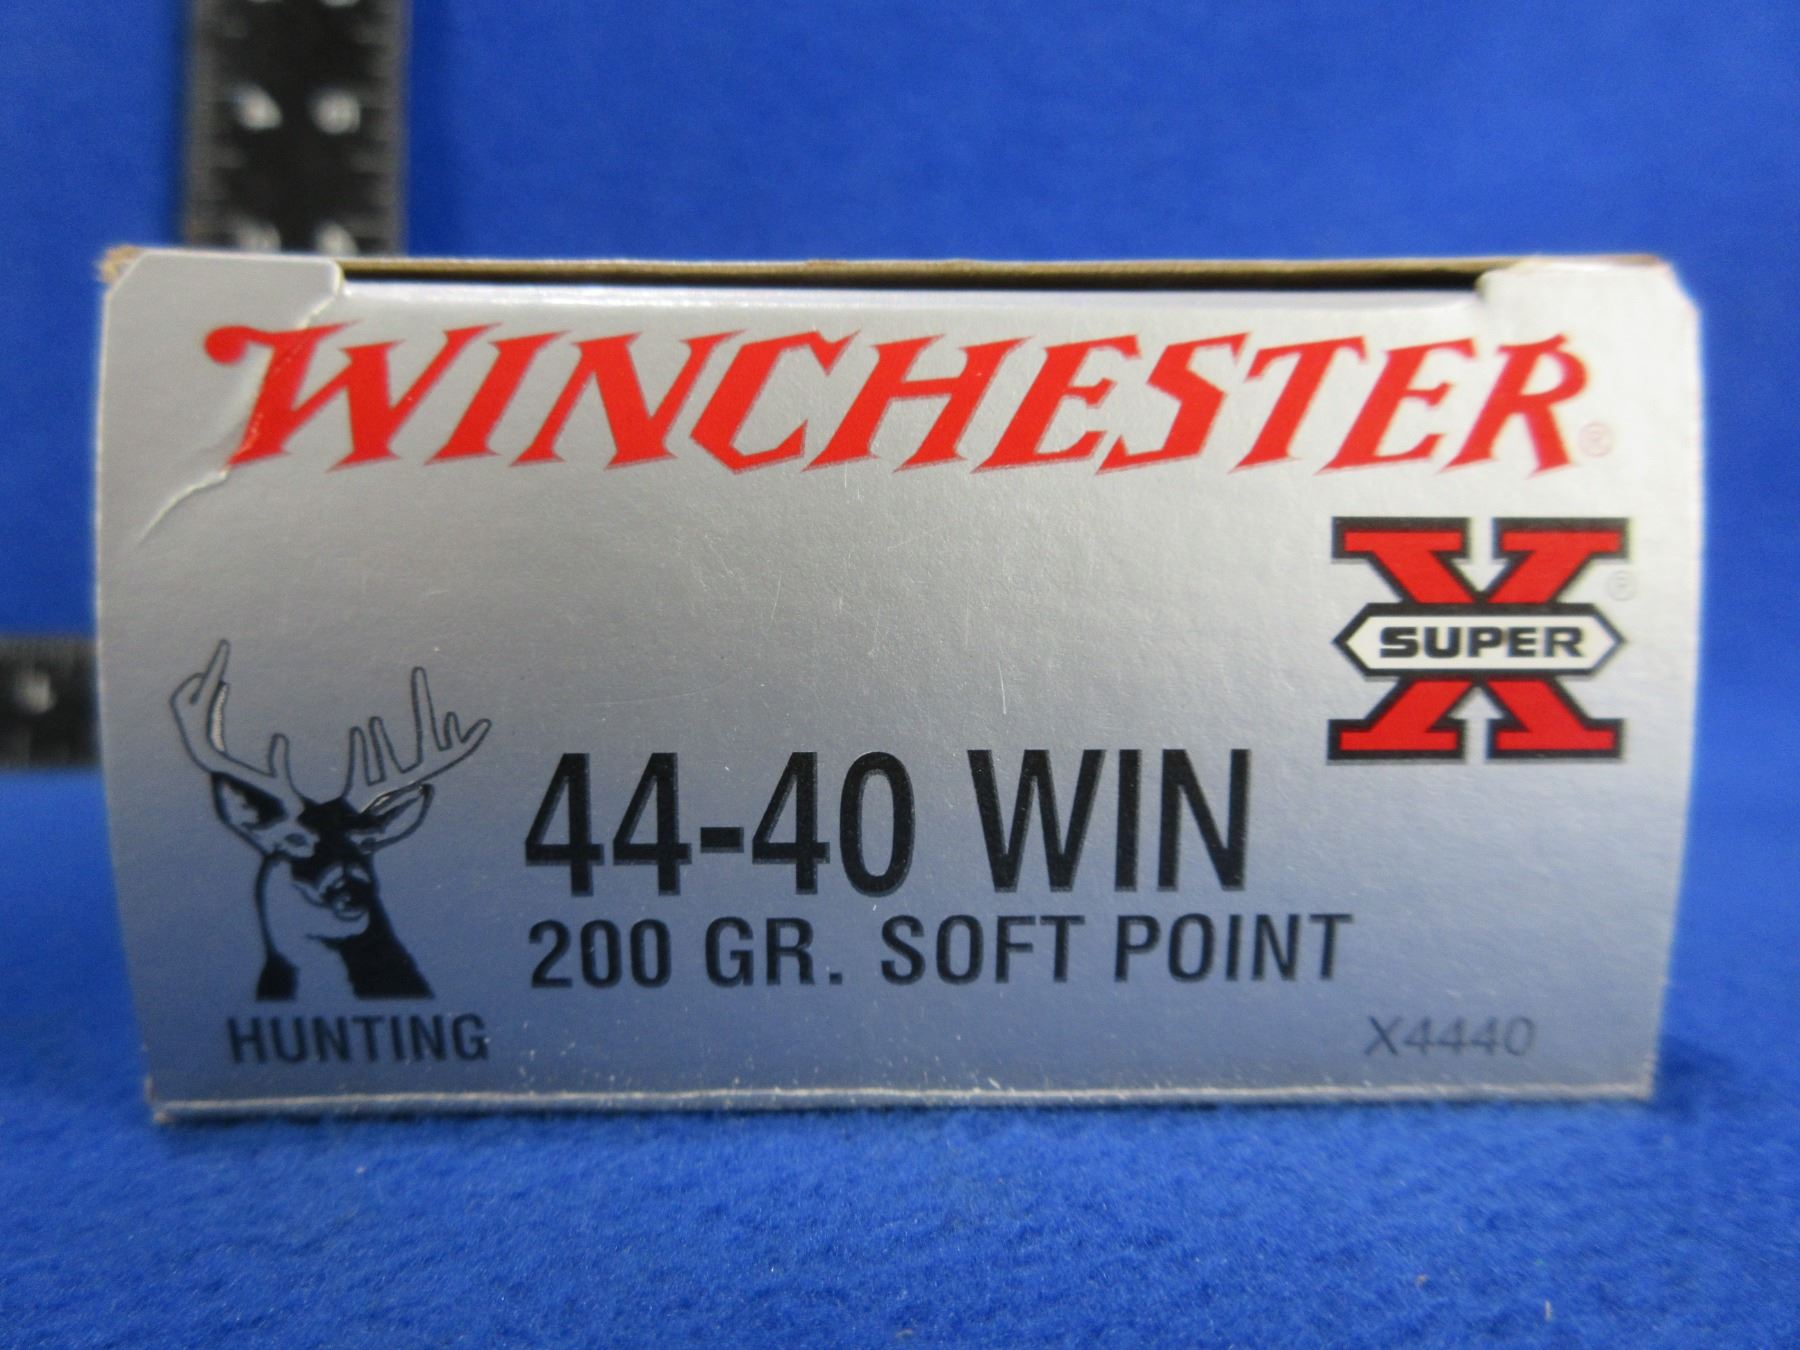 WINCHESTER®
SUPER X®
44-40 WIN
200 GR. SOFT POINT
HUNTING
X4440